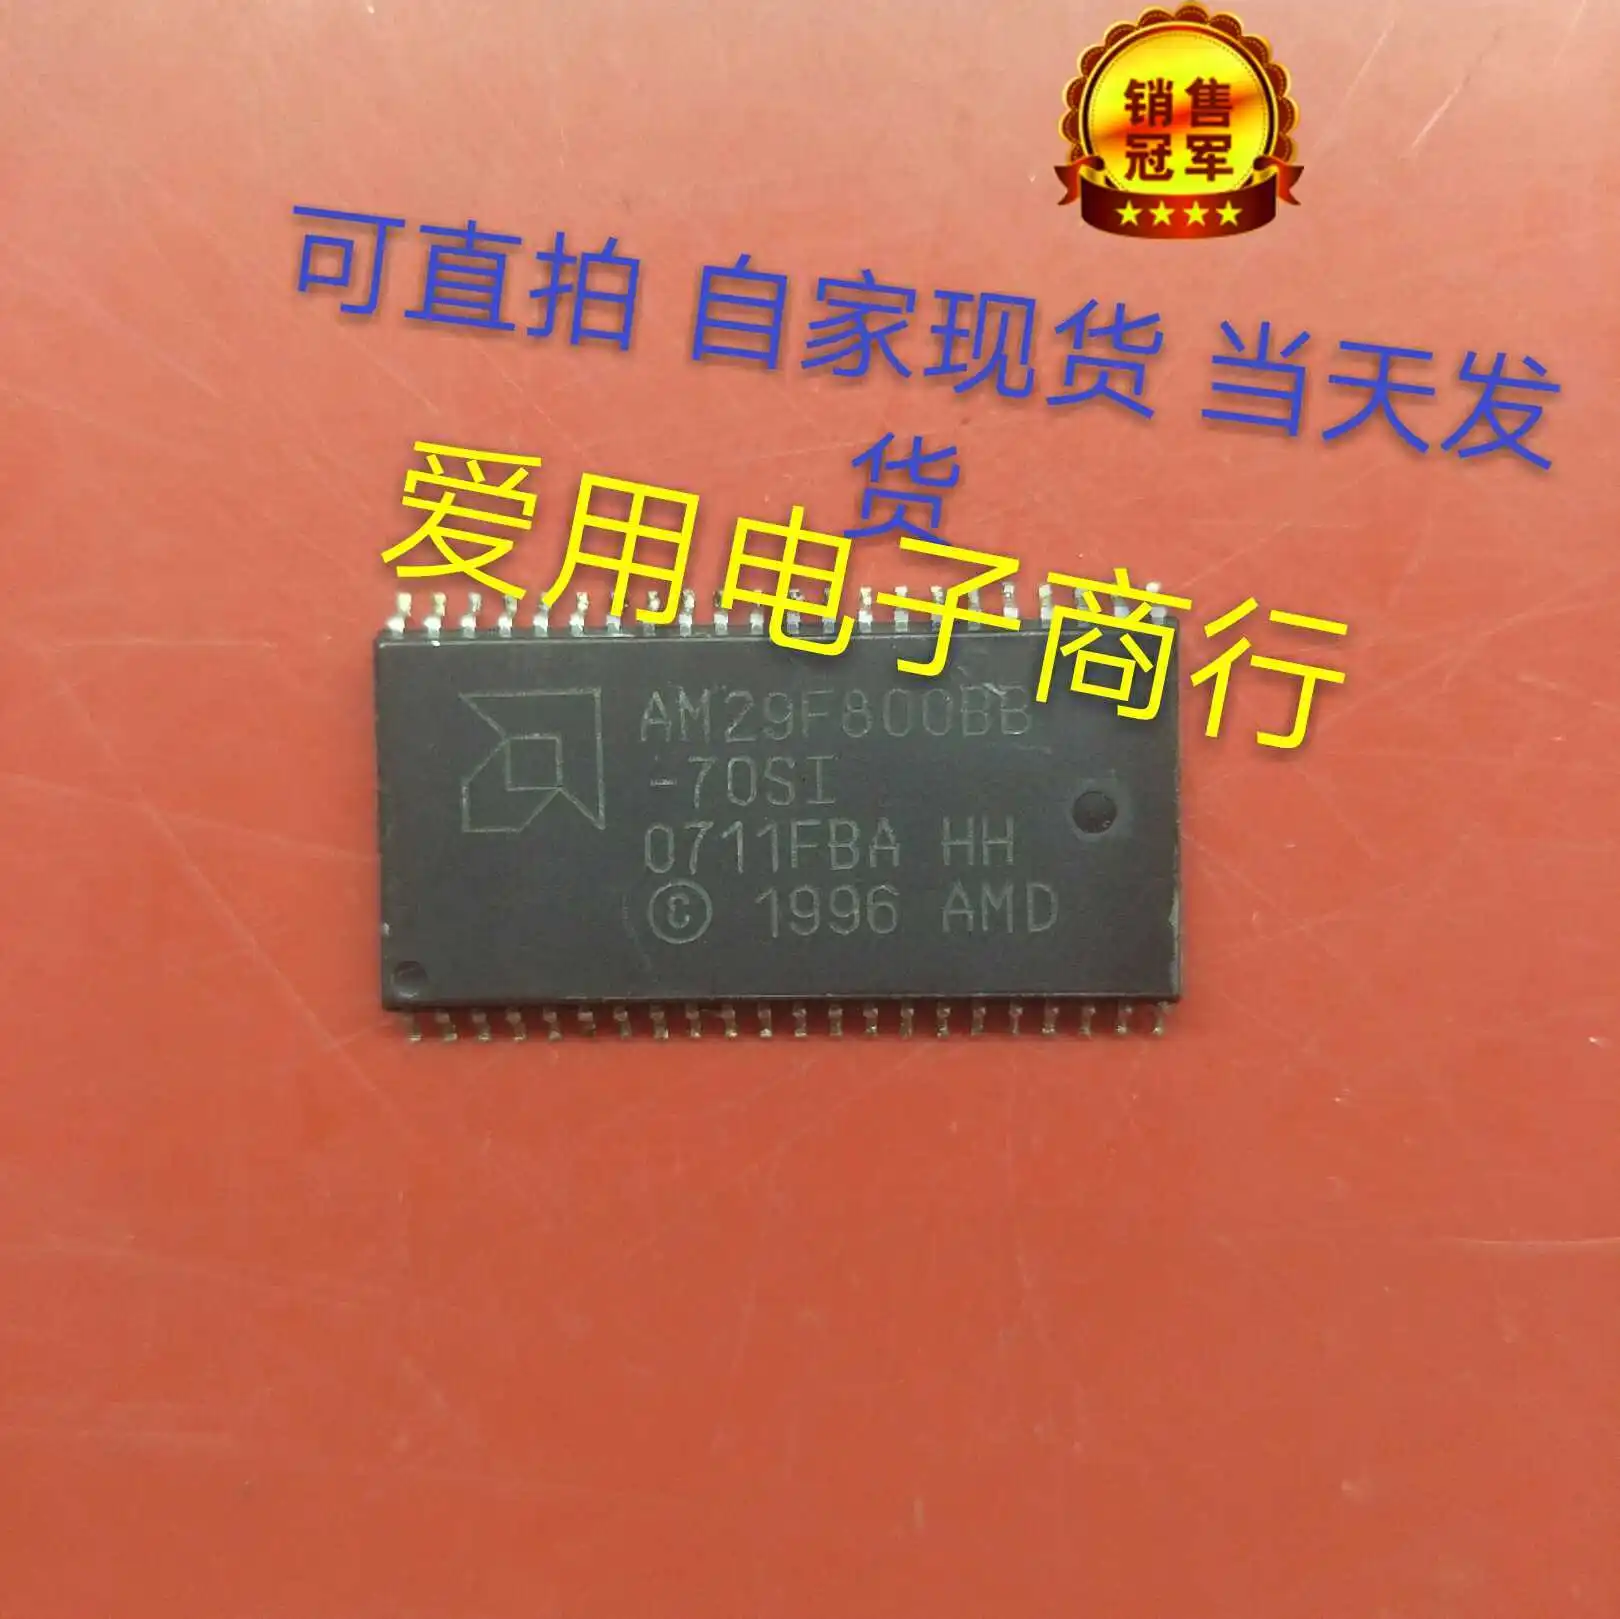 销售
冠军
可直拍 自家现货 当天发
货
爱用电子商行
AM29F800BB
-70SI
0711FBA HH
© 1996 AMD